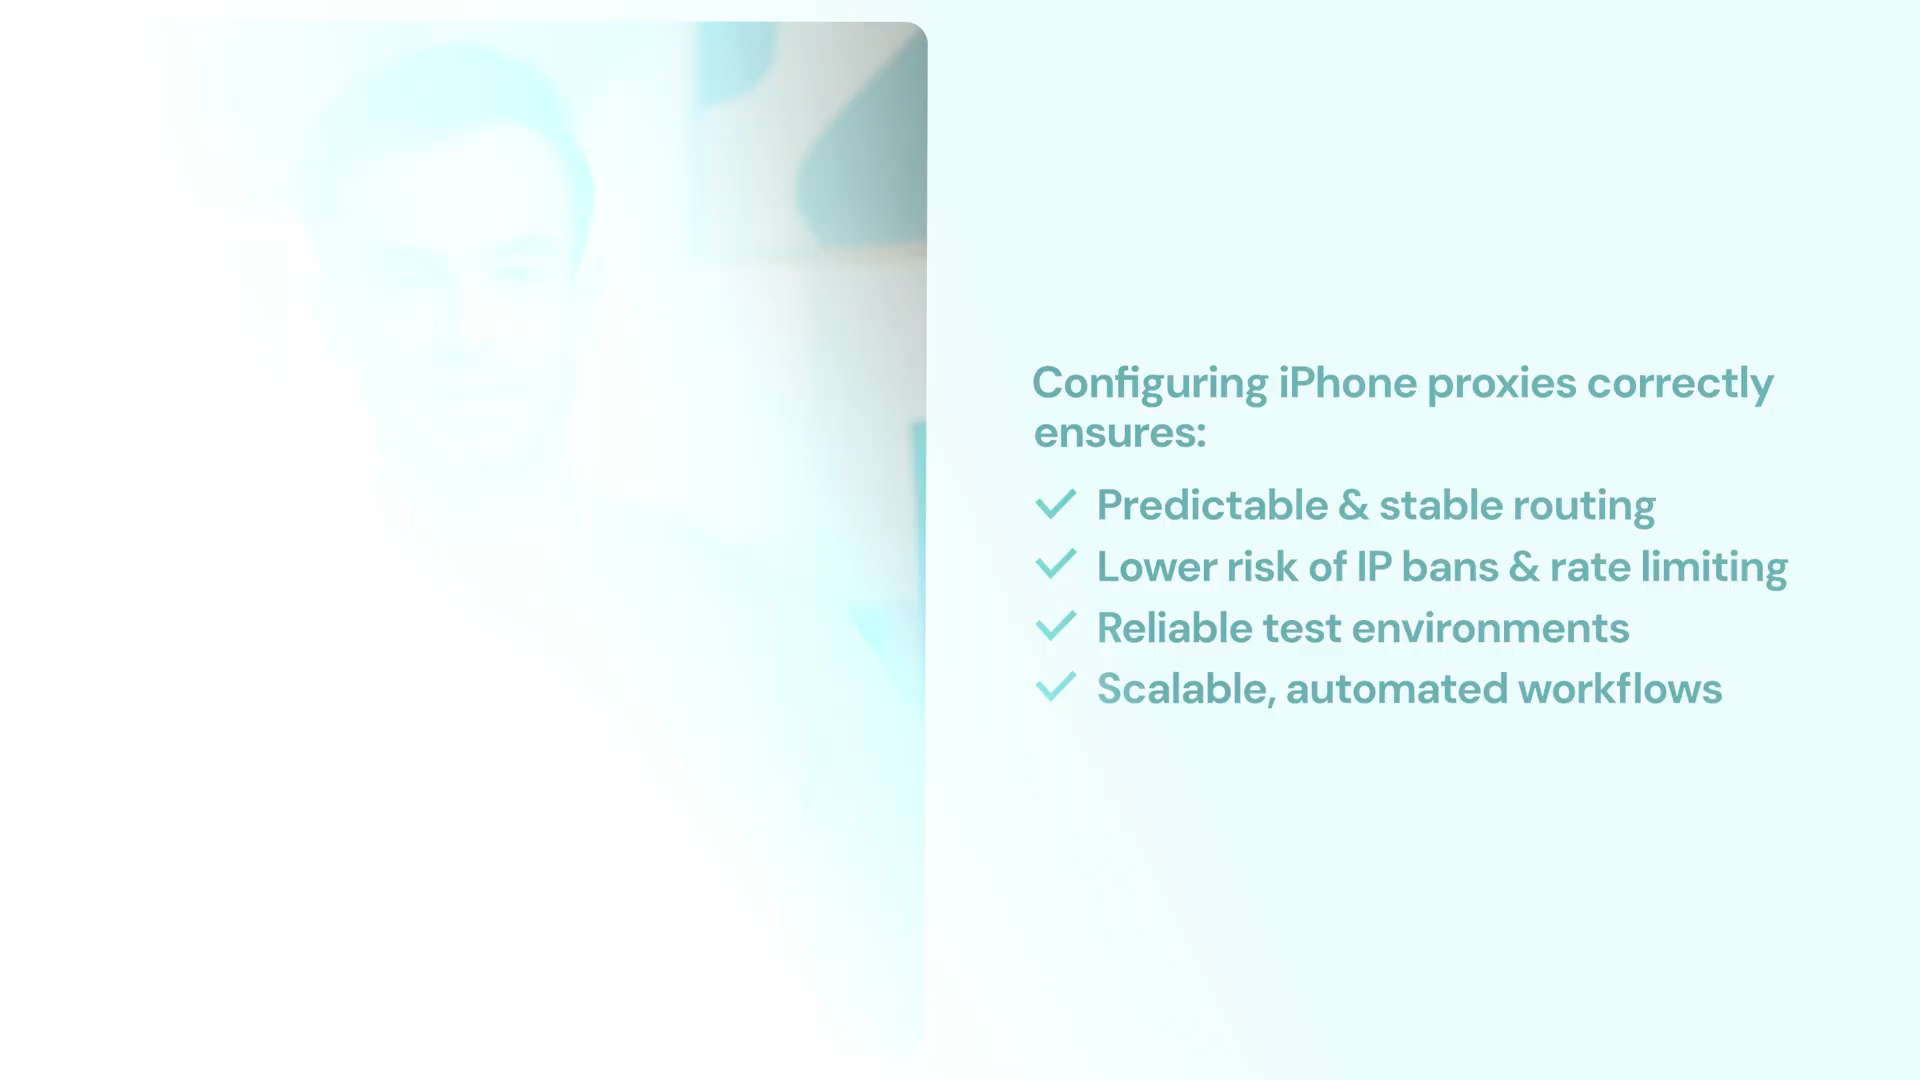 Configuring iPhone proxies correctly
ensures:
Predictable & stable routing
Lower risk of IP bans & rate limiting
Reliable test environments
Scalable, automated workflows